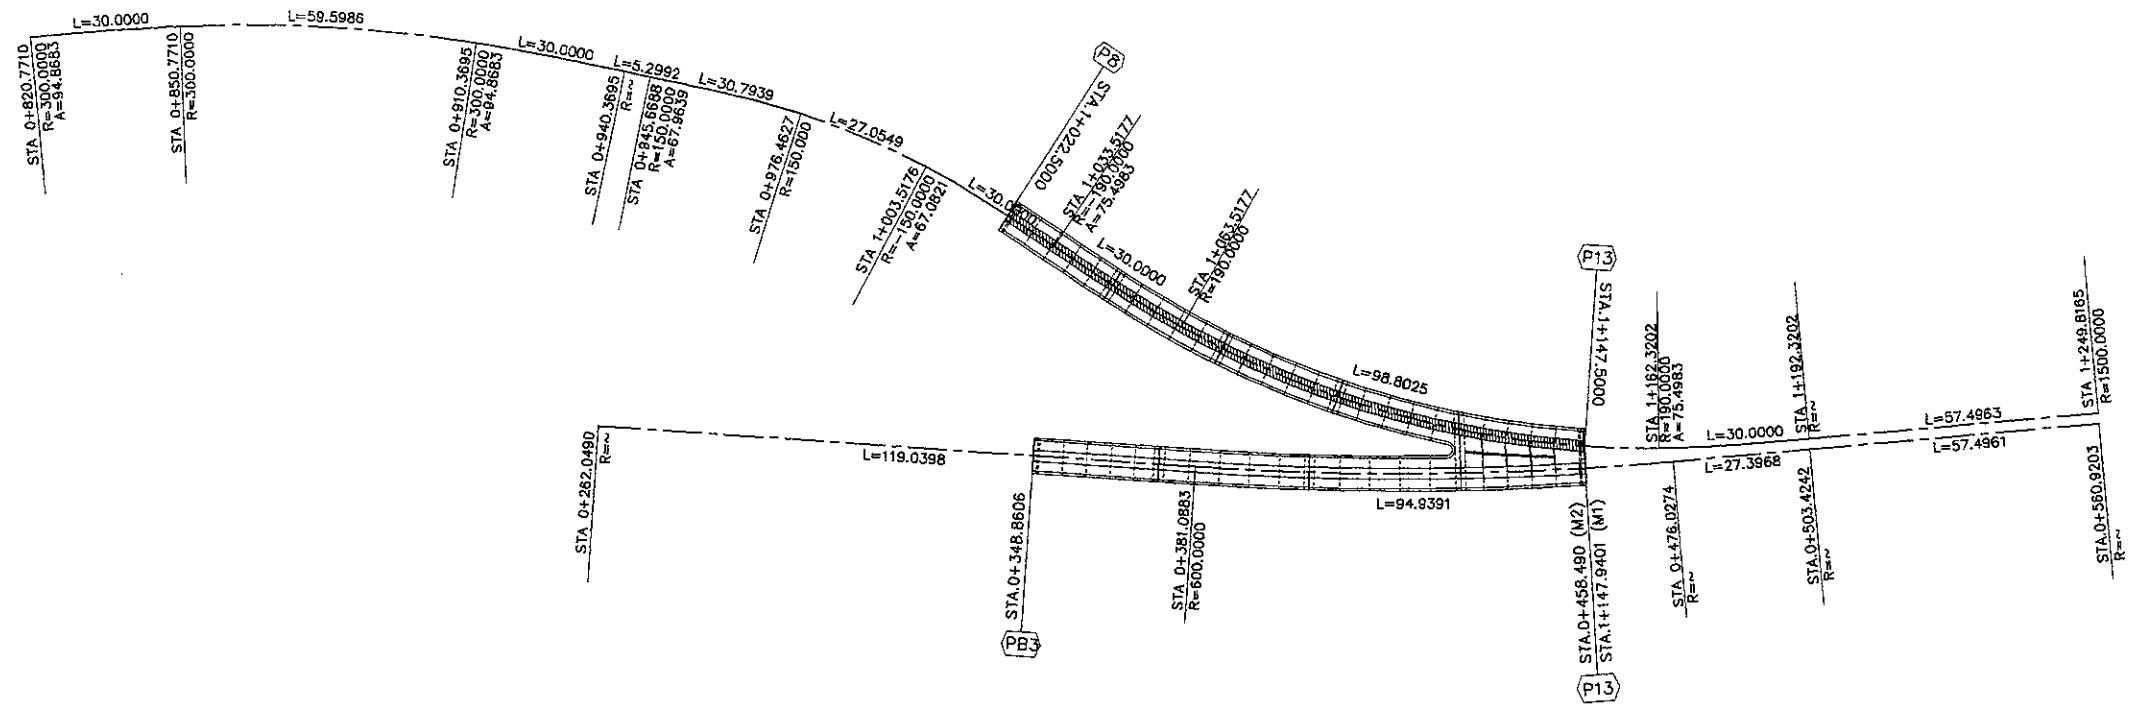 L=30.0000
L=59.5986
L=30.0000
L=5.2992
L=30.7939
L=27.0549
STA 0+820.7710
R=300.0000
A=94.8683
STA 0+850.7710
R=300.0000
STA 0+910.3695
R=300.0000
A=94.8683
STA 0+940.3695
R=~
STA 0+945.6688
R=150.0000
A=67.9639
STA 0+976.4627
R=150.000
STA 1+003.5176
R=-150.0000
A=67.0821
L=30.0000
P8
STA.1+022.5000
STA 1+033.5177
R=-190.0000
A=75.4983
L=30.0000
STA 1+063.5177
R=190.0000
L=98.8025
P13
STA.1+147.5000
STA 1+162.3202
R=190.0000
A=75.4983
L=30.0000
STA 1+192.3202
R=~
L=57.4963
STA 1+249.8165
R=1500.0000
STA 0+262.0490
R=~
L=119.0398
STA.0+348.8606
PB3
STA 0+381.0883
R=600.0000
L=94.9391
STA.0+458.490 (M2)
STA.1+147.9401 (M1)
P13
STA 0+476.0274
R=~
L=27.3968
STA.0+503.4242
R=~
L=57.4961
STA.0+560.9203
R=~